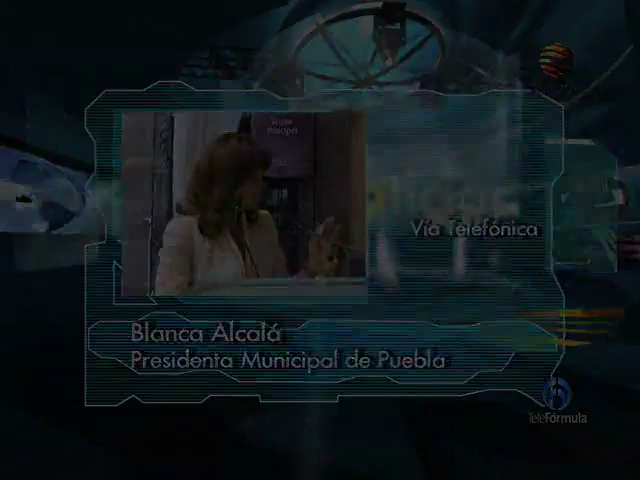 Vía Telefónica
Blanca Alcalá
Presidenta Municipal de Puebla
TeleFórmula